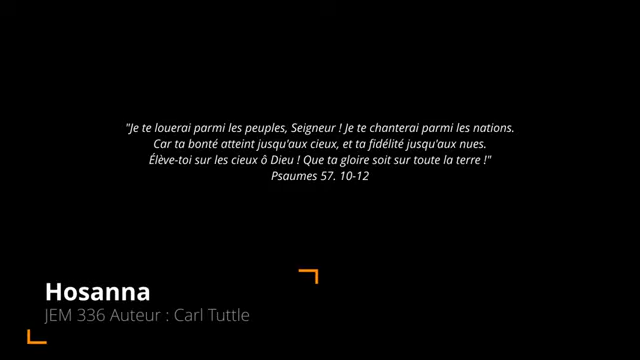 "Je te louerai parmi les peuples, Seigneur ! Je te chanterai parmi les nations.
Car ta bonté atteint jusqu'aux cieux, et ta fidélité jusqu'aux nues.
Élève-toi sur les cieux ô Dieu ! Que ta gloire soit sur toute la terre !"
Psaumes 57. 10-12
Hosanna
JEM 336 Auteur : Carl Tuttle